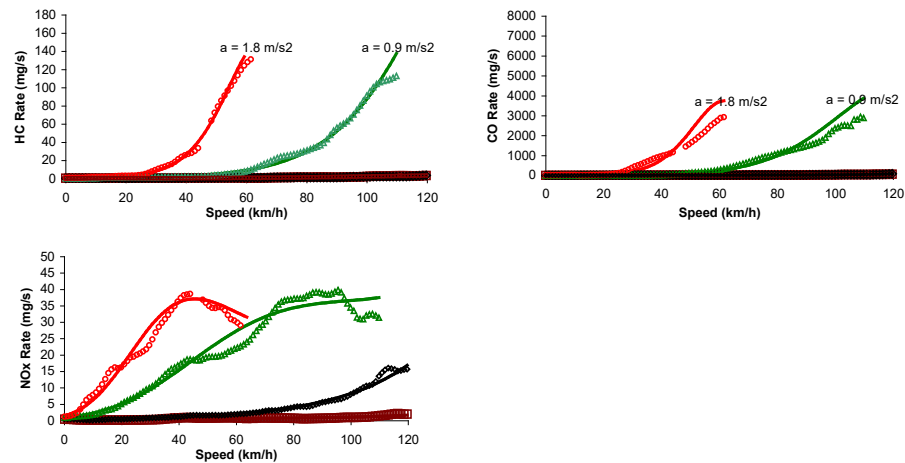 180
160
140
120
100
80
60
40
20
0
HC Rate (mg/s)
a = 1.8 m/s2
a = 0.9 m/s2
0 20 40 60 80 100 120
Speed (km/h)
8000
7000
6000
5000
4000
3000
2000
1000
0
CO Rate (mg/s)
a = 1.8 m/s2
a = 0.9 m/s2
0 20 40 60 80 100 120
Speed (km/h)
50
45
40
35
30
25
20
15
10
5
0
NOx Rate (mg/s)
0 20 40 60 80 100 120
Speed (km/h)